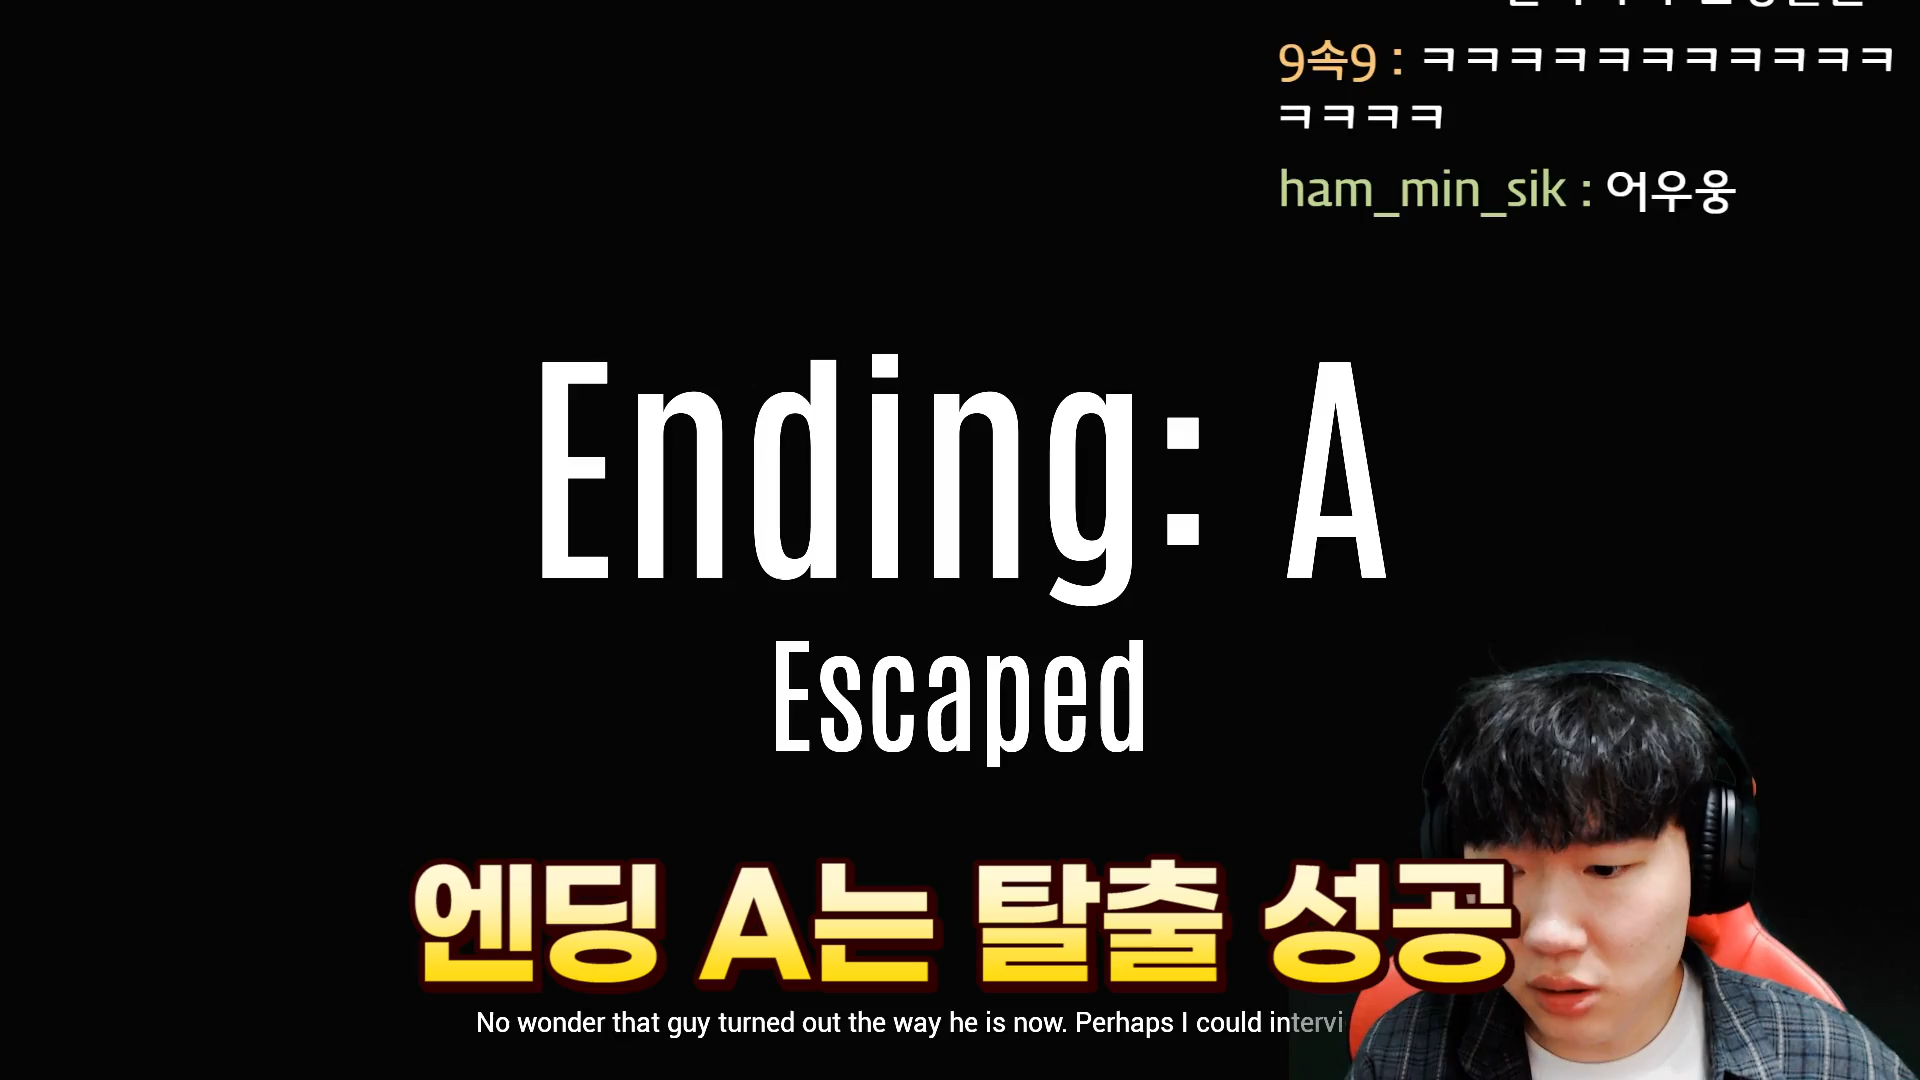 9속9 : ㅋㅋㅋㅋㅋㅋㅋㅋㅋㅋㅋ
ㅋㅋㅋㅋ
ham_min_sik : 어우웅
Ending: A
Escaped
엔딩 A는 탈출 성공
No wonder that guy turned out the way he is now. Perhaps I could intervi